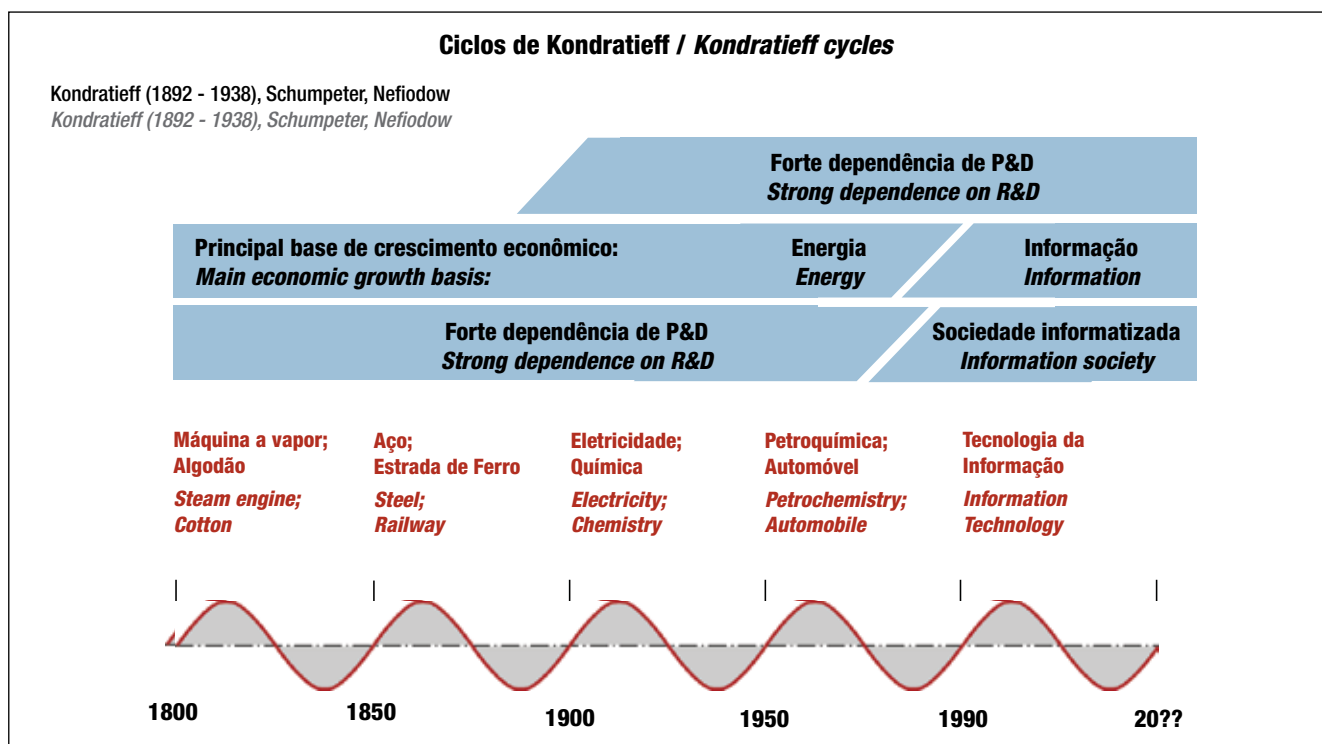 Ciclos de Kondratieff / Kondratieff cycles
Kondratieff (1892 - 1938), Schumpeter, Nefiodow
Kondratieff (1892 - 1938), Schumpeter, Nefiodow
Forte dependência de P&D
Strong dependence on R&D
Principal base de crescimento econômico:
Main economic growth basis:
Energia
Energy
Informação
Information
Forte dependência de P&D
Strong dependence on R&D
Sociedade informatizada
Information society
Máquina a vapor;
Algodão
Steam engine;
Cotton
Aço;
Estrada de Ferro
Steel;
Railway
Eletricidade;
Química
Electricity;
Chemistry
Petroquímica;
Automóvel
Petrochemistry;
Automobile
Tecnologia da
Informação
Information
Technology
1800
1850
1900
1950
1990
20??